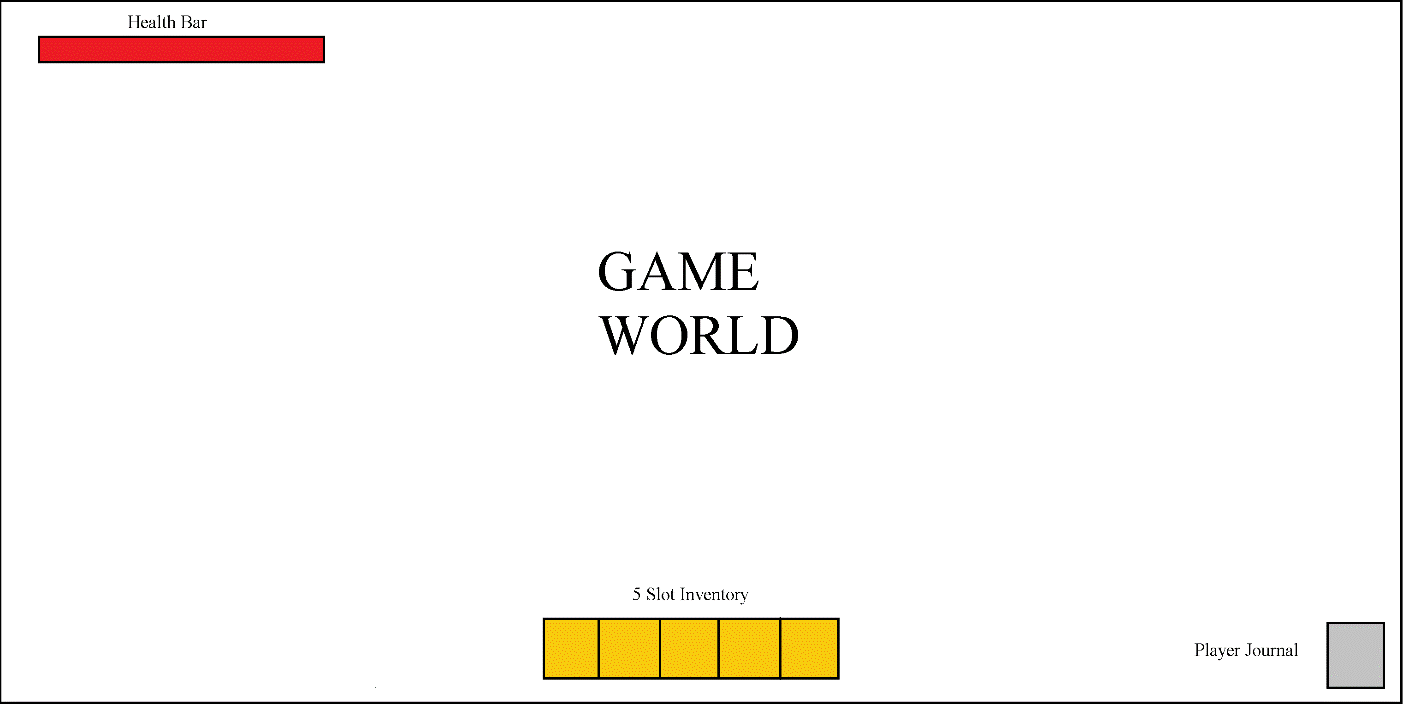 Health Bar
GAME
WORLD
5 Slot Inventory
Player Journal